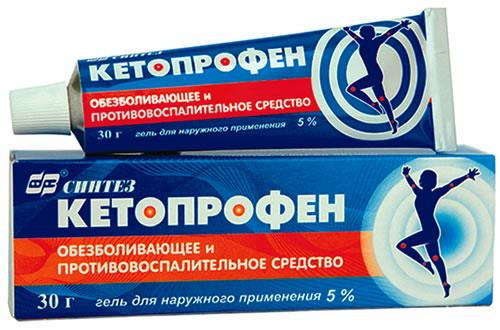 СИНТЕЗ
КЕТОПРОФЕН
ОБЕЗБОЛИВАЮЩЕЕ и
ПРОТИВОВОСПАЛИТЕЛЬНОЕ СРЕДСТВО
30 г гель для наружного применения 5 %
СИНТЕЗ
КЕТОПРОФЕН
ОБЕЗБОЛИВАЮЩЕЕ и
ПРОТИВОВОСПАЛИТЕЛЬНОЕ СРЕДСТВО
30 г гель для наружного применения 5 %